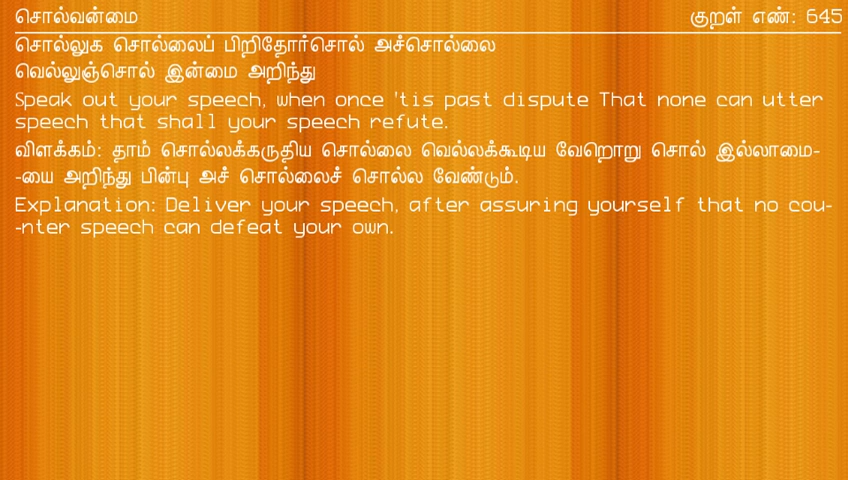 சொல்வன்மை
குறள் எண்: 645
சொல்லுக சொல்லைப் பிறிதோர்சொல் அச்சொல்லை
வெல்லுஞ்சொல் இன்மை அறிந்து
Speak out your speech, when once 'tis past dispute That none can utter
speech that shall your speech refute.
விளக்கம்: தாம் சொல்லக்கருதிய சொல்லை வெல்லக்கூடிய வேறொறு சொல் இல்லாமை-
-யை அறிந்து பின்பு அச் சொல்லைச் சொல்ல வேண்டும்.
Explanation: Deliver your speech, after assuring yourself that no cou-
-nter speech can defeat your own.